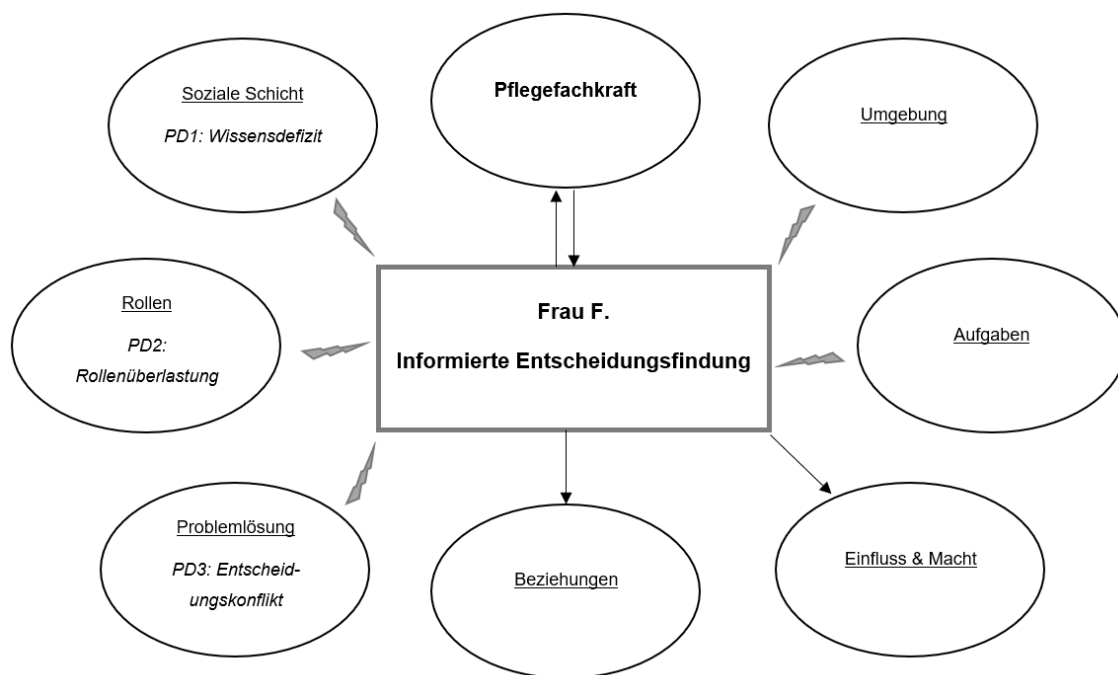 Soziale Schicht
PD1: Wissensdefizit
Pflegefachkraft
Umgebung
Rollen
PD2:
Rollenüberlastung
Frau F.
Informierte Entscheidungsfindung
Aufgaben
Problemlösung
PD3: Entscheid-
ungskonflikt
Beziehungen
Einfluss & Macht